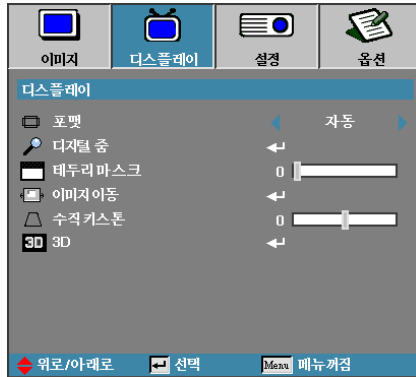 이미지 디스플레이 설정 옵션
디스플레이
포맷 자동
디지털 줌
테두리마스크 0
이미지이동
수직키스톤 0
3D 3D
위로/아래로 선택 Menu 메뉴꺼짐